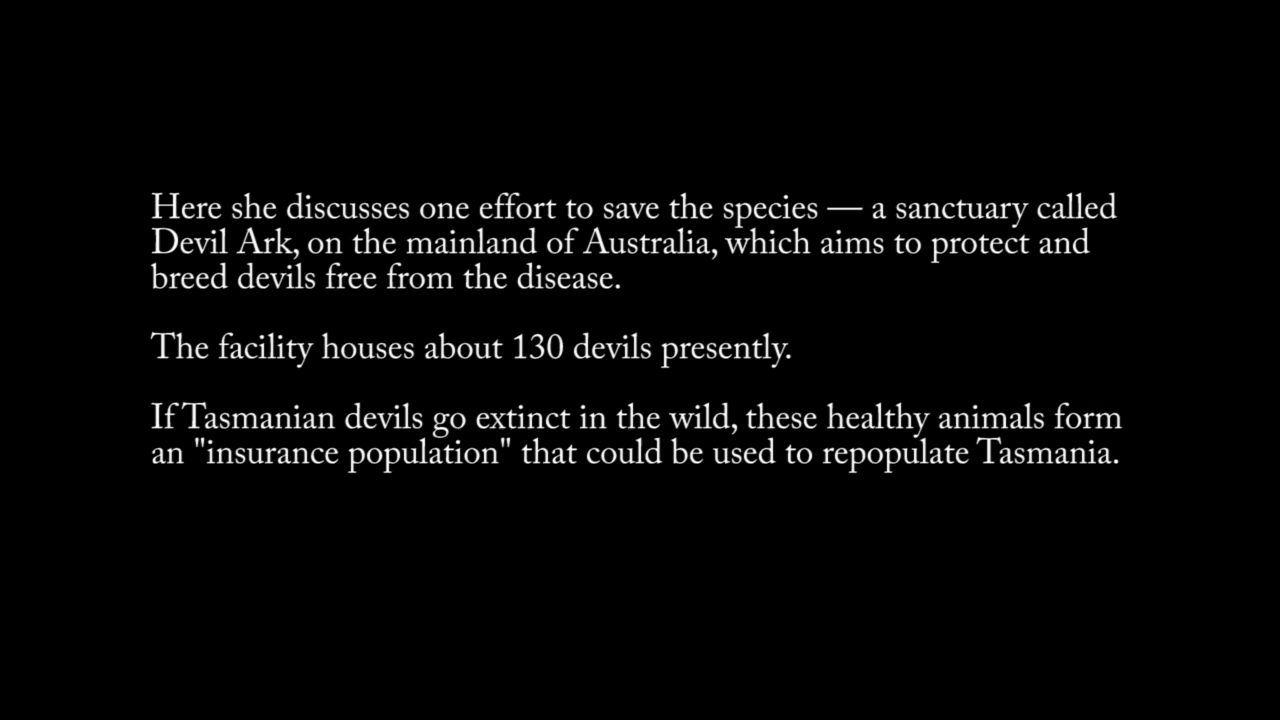 Here she discusses one effort to save the species — a sanctuary called
Devil Ark, on the mainland of Australia, which aims to protect and
breed devils free from the disease.
The facility houses about 130 devils presently.
If Tasmanian devils go extinct in the wild, these healthy animals form
an "insurance population" that could be used to repopulate Tasmania.